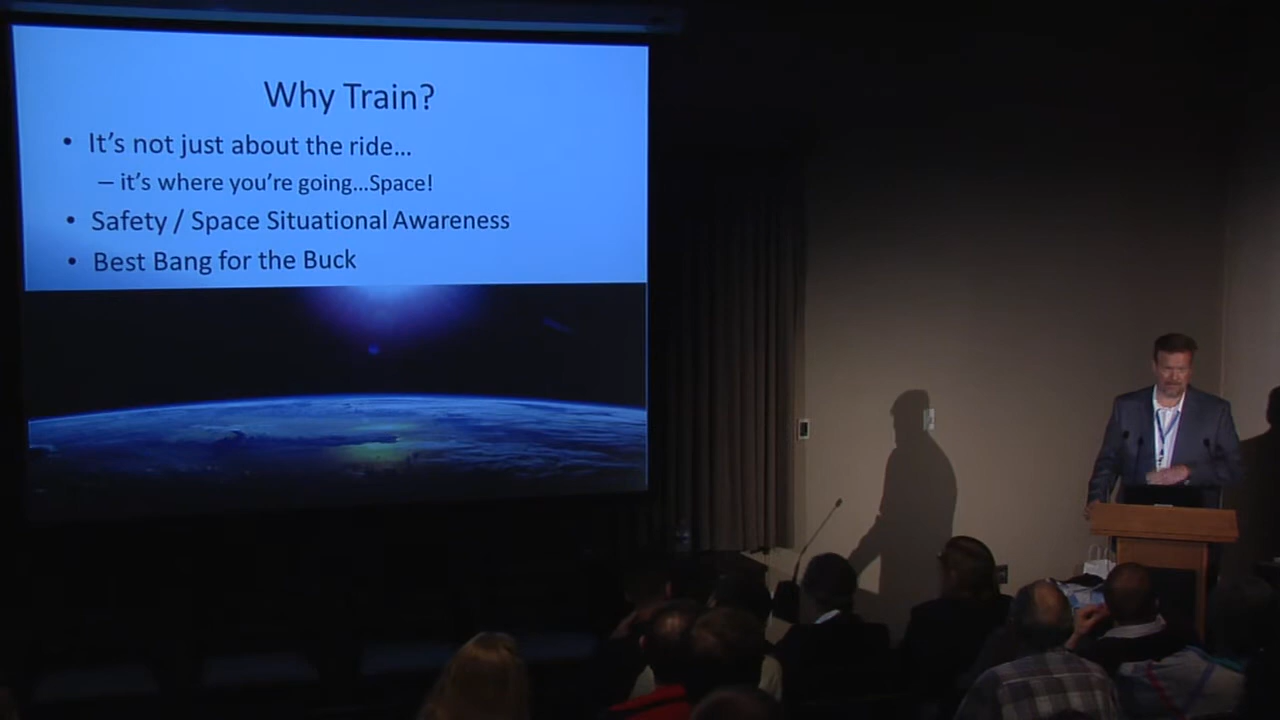 Why Train?
• It's not just about the ride...
– it's where you're going...Space!
• Safety / Space Situational Awareness
• Best Bang for the Buck